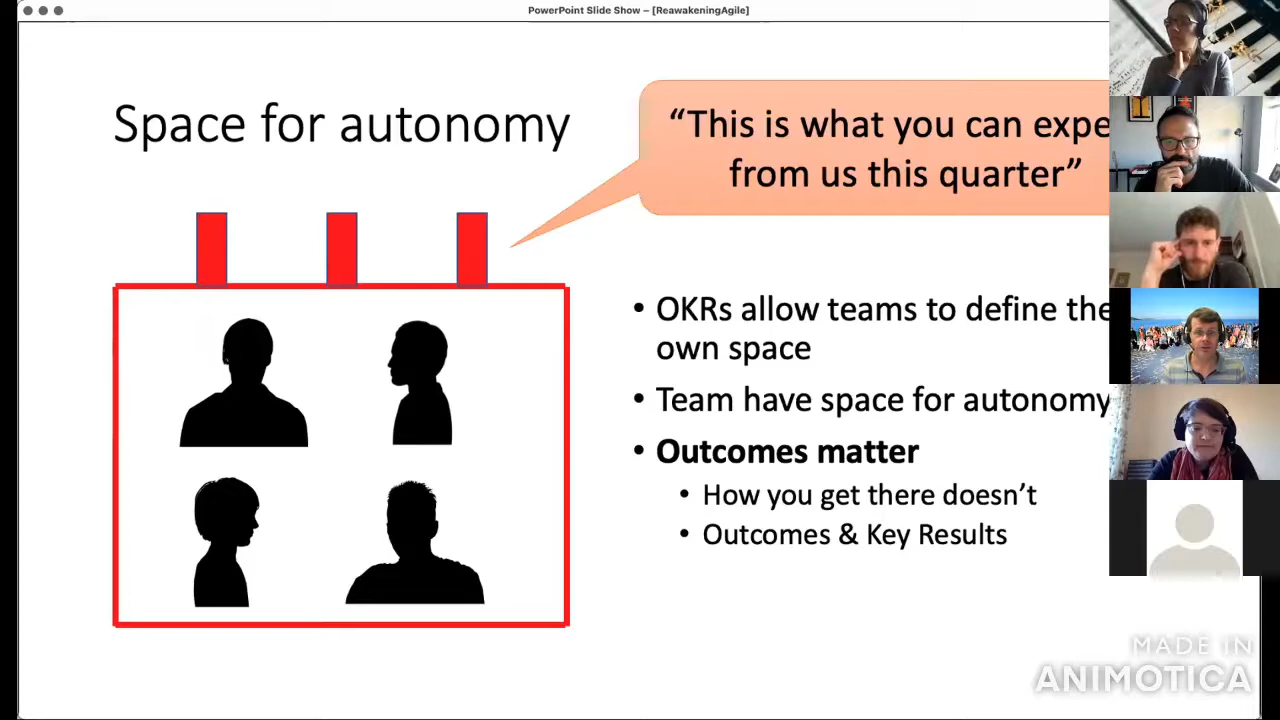 PowerPoint Slide Show – [ReawakeningAgile]
Space for autonomy
“This is what you can expe
from us this quarter”
• OKRs allow teams to define the
own space
• Team have space for autonomy
• Outcomes matter
• How you get there doesn’t
• Outcomes & Key Results
MADE IN
ANIMOTICA